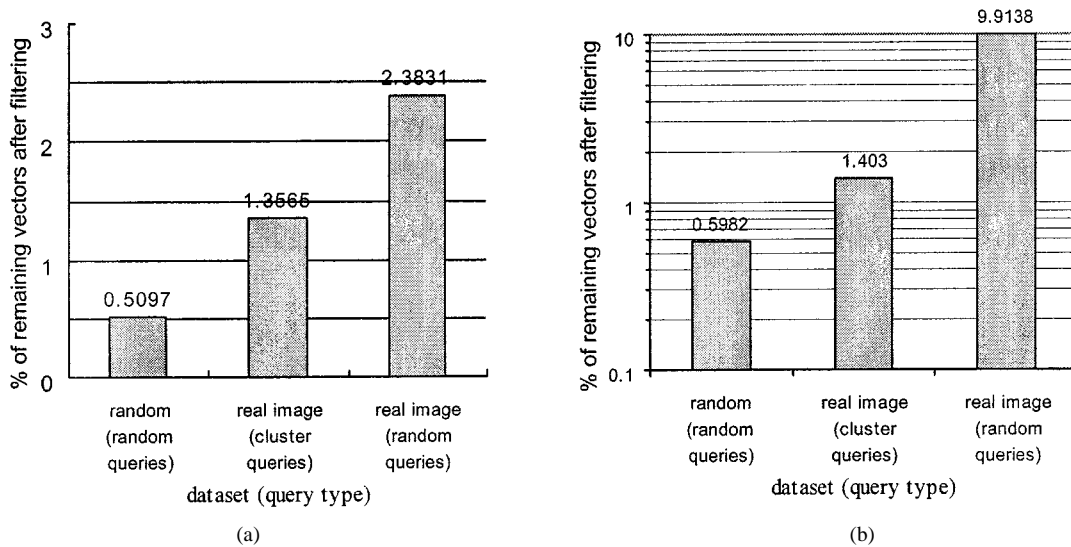 % of remaining vectors after filtering
3
2
1
0
0.5097
1.3565
2.3831
random
(random
queries)
real image
(cluster
queries)
real image
(random
queries)
dataset (query type)
(a)
% of remaining vectors after filtering
10
1
0.1
0.5982
1.403
9.9138
random
(random
queries)
real image
(cluster
queries)
real image
(random
queries)
dataset (query type)
(b)